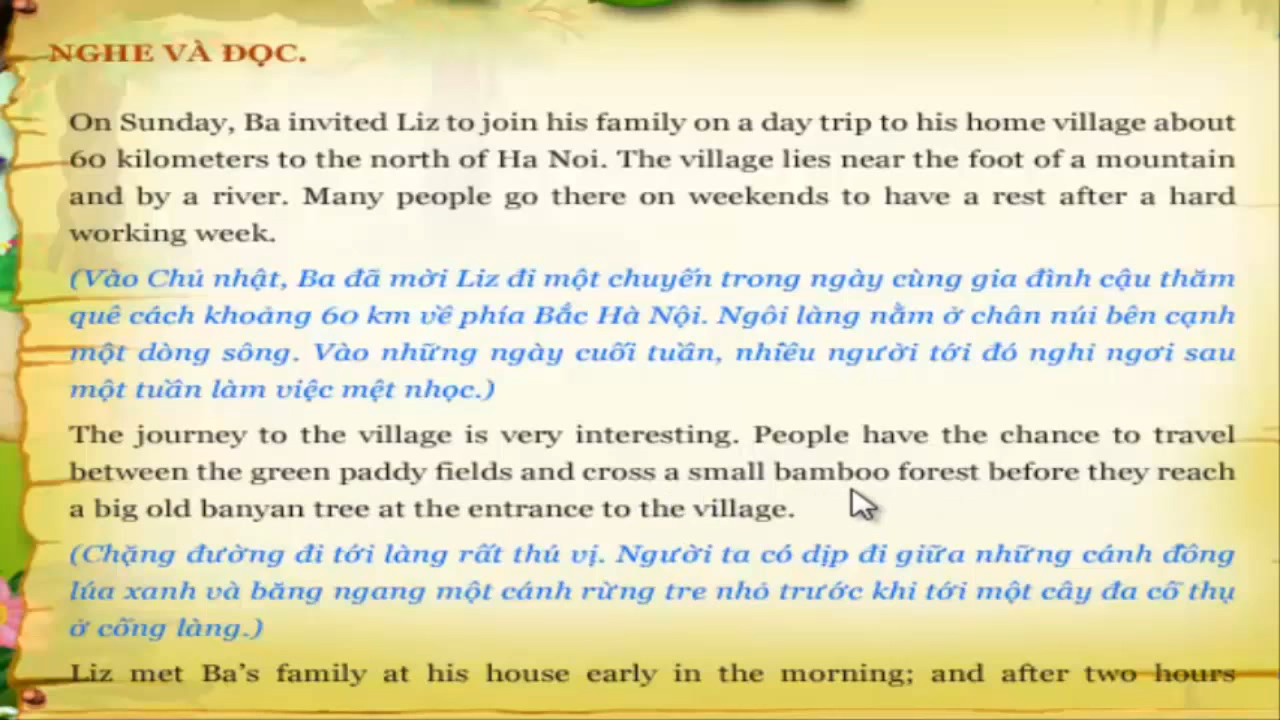 NGHE VÀ ĐỌC.
On Sunday, Ba invited Liz to join his family on a day trip to his home village about
60 kilometers to the north of Ha Noi. The village lies near the foot of a mountain
and by a river. Many people go there on weekends to have a rest after a hard
working week.
(Vào Chủ nhật, Ba đã mời Liz đi một chuyến trong ngày cùng gia đình cậu thăm
quê cách khoảng 60 km về phía Bắc Hà Nội. Ngôi làng nằm ở chân núi bên cạnh
một dòng sông. Vào những ngày cuối tuần, nhiều người tới đó nghỉ ngơi sau
một tuần làm việc mệt nhọc.)
The journey to the village is very interesting. People have the chance to travel
between the green paddy fields and cross a small bamboo forest before they reach
a big old banyan tree at the entrance to the village.
(Chặng đường đi tới làng rất thú vị. Người ta có dịp đi giữa những cánh đồng
lúa xanh và băng ngang một cánh rừng tre nhỏ trước khi tới một cây đa cổ thụ
ở cổng làng.)
Liz met Ba's family at his house early in the morning; and after two hours